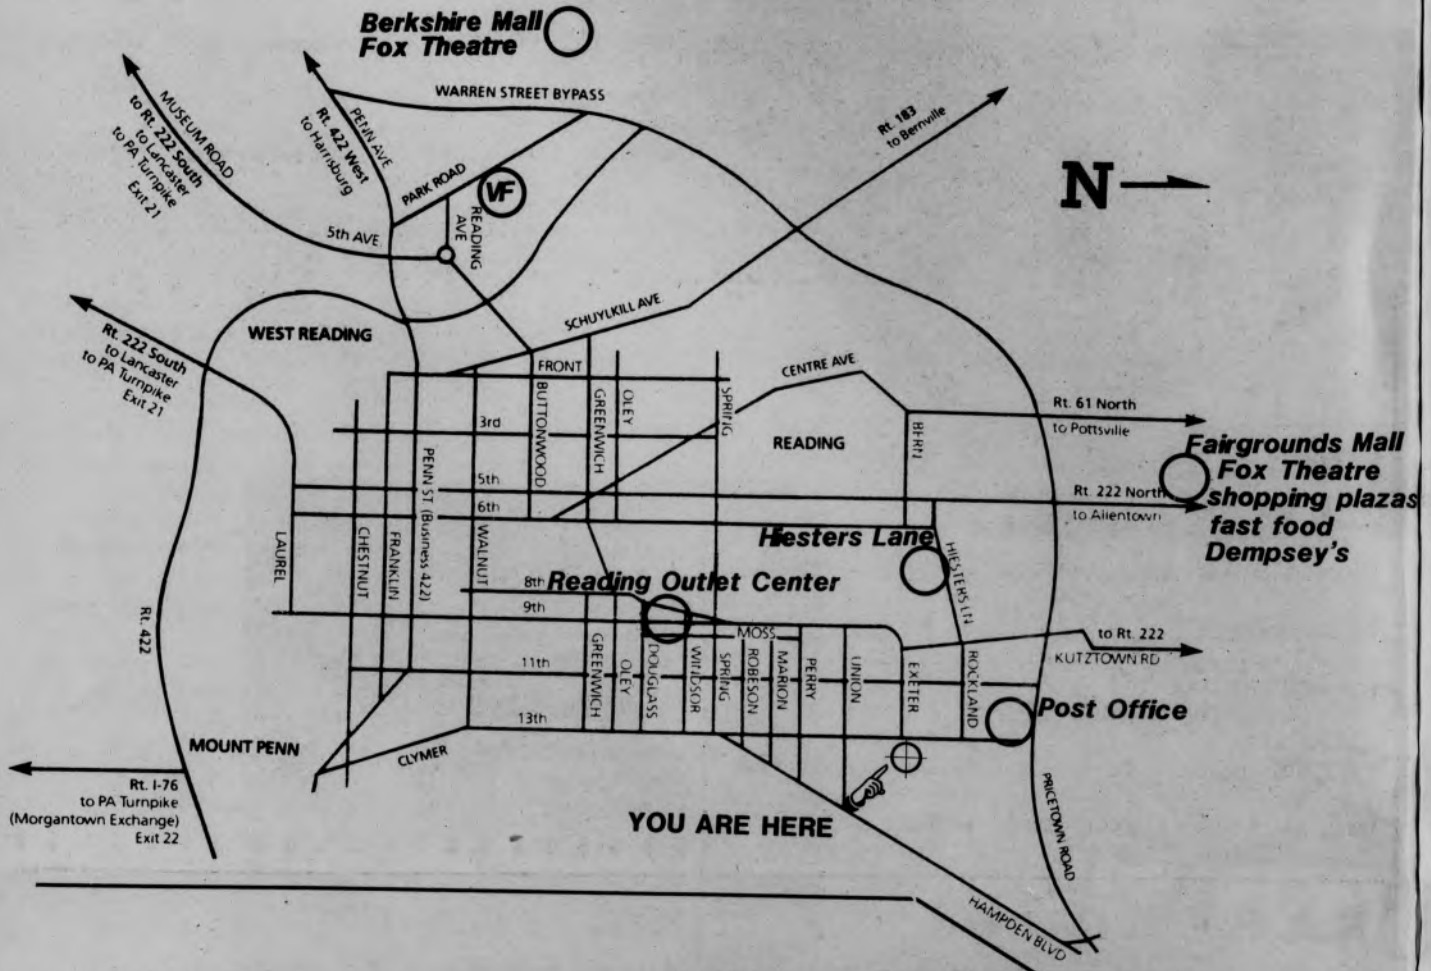 Berkshire Mall
Fox Theatre
WARREN STREET BYPASS
MUSEUM ROAD
to Rt. 222 South
to Lancaster
to PA Turnpike
Exit 21
PENN AVE
Rt. 422 West
to Harrisburg
PARK ROAD
VF
READING
AVE
5th AVE.
Rt. 183
to Bernville
N
WEST READING
SCHUYLKILL AVE.
Rt. 222 South
to Lancaster
to PA Turnpike
Exit 21
FRONT
CENTRE AVE.
BUTTONWOOD
GREENWICH
OLEY
SPRING
3rd
READING
BERN
Rt. 61 North
to Pottsville
Fairgrounds Mall
Fox Theatre
shopping plazas
fast food
Dempsey's
PENN ST. (Business 422)
5th
6th
Rt. 222 North
to Allentown
LAUREL
CHESTNUT
FRANKLIN
WALNUT
Hiesters Lane
HIESTERS LN
8th
Reading Outlet Center
9th
MOSS
to Rt. 222
KUTZTOWN RD
Rt. 422
11th
GREENWICH
OLEY
DOUGLASS
WINDSOR
SPRING
ROBESON
MARION
PERRY
UNION
EXETER
ROCKLAND
13th
Post Office
MOUNT PENN
CLYMER
Rt. I-76
to PA Turnpike
(Morgantown Exchange)
Exit 22
YOU ARE HERE
PRICETOWN ROAD
HAMPDEN BLVD